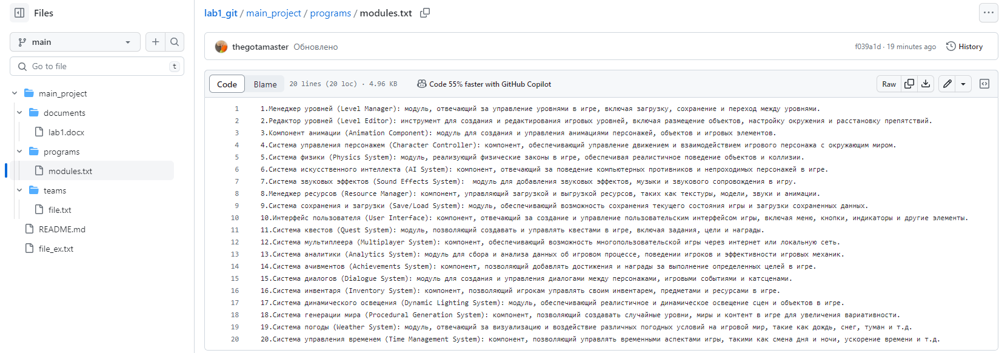 Files
main
Go to file
t
main_project
documents
lab1.docx
programs
modules.txt
teams
file.txt
README.md
file_ex.txt
lab1_git / main_project / programs / modules.txt
thegotamaster Обновлено
f039a1d · 19 minutes ago History
Code Blame 20 lines (20 loc) · 4.96 KB Code 55% faster with GitHub Copilot Raw
1 1.Менеджер уровней (Level Manager): модуль, отвечающий за управление уровнями в игре, включая загрузку, сохранение и переход между уровнями.
2 2.Редактор уровней (Level Editor): инструмент для создания и редактирования игровых уровней, включая размещение объектов, настройку окружения и расстановку препятствий.
3 3.Компонент анимации (Animation Component): модуль для создания и управления анимациями персонажей, объектов и игровых элементов.
4 4.Система управления персонажем (Character Controller): компонент, обеспечивающий управление движением и взаимодействием игрового персонажа с окружающим миром.
5 5.Система физики (Physics System): модуль, реализующий физические законы в игре, обеспечивая реалистичное поведение объектов и коллизии.
6 6.Система искусственного интеллекта (AI System): компонент, отвечающий за поведение компьютерных противников и непроходимых персонажей в игре.
7 7.Система звуковых эффектов (Sound Effects System):  модуль для добавления звуковых эффектов, музыки и звукового сопровождения в игру.
8 8.Менеджер ресурсов (Resource Manager): компонент, управляющий загрузкой и выгрузкой ресурсов, таких как текстуры, модели, звуки и анимации.
9 9.Система сохранения и загрузки (Save/Load System): модуль, обеспечивающий возможность сохранения текущего состояния игры и загрузки сохраненных данных.
10 10.Интерфейс пользователя (User Interface): компонент, отвечающий за создание и управление пользовательским интерфейсом игры, включая меню, кнопки, индикаторы и другие элементы.
11 11.Система квестов (Quest System): модуль, позволяющий создавать и управлять квестами в игре, включая задания, цели и награды.
12 12.Система мультиплеера (Multiplayer System): компонент, обеспечивающий возможность многопользовательской игры через интернет или локальную сеть.
13 13.Система аналитики (Analytics System): модуль для сбора и анализа данных об игровом процессе, поведении игроков и эффективности игровых механик.
14 14.Система ачивментов (Achievements System): компонент, позволяющий добавлять достижения и награды за выполнение определенных целей в игре.
15 15.Система диалогов (Dialogue System): модуль для создания и управления диалогами между персонажами, игровыми событиями и катсценами.
16 16.Система инвентаря (Inventory System): компонент, позволяющий игрокам управлять своим инвентарем, предметами и ресурсами в игре.
17 17.Система динамического освещения (Dynamic Lighting System): модуль, обеспечивающий реалистичное и динамическое освещение сцен и объектов в игре.
18 18.Система генерации мира (Procedural Generation System): компонент, позволяющий создавать случайные уровни, миры и контент в игре для увеличения вариативности.
19 19.Система погоды (Weather System): модуль, отвечающий за визуализацию и воздействие различных погодных условий на игровой мир, такие как дождь, снег, туман и т.д.
20 20.Система управления временем (Time Management System): компонент, позволяющий управлять временными аспектами игры, такими как смена дня и ночи, ускорение времени и т.д.